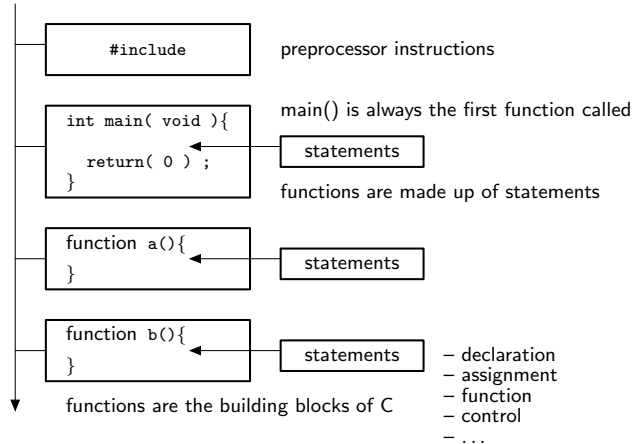 #include
preprocessor instructions
main() is always the first function called
int main( void ){
statements
return( 0 ) ;
}
functions are made up of statements
function a(){
statements
}
function b(){
statements
}
– declaration
– assignment
– function
– control
– ...
functions are the building blocks of C